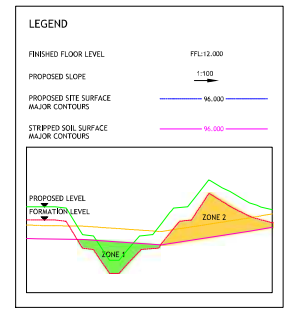 LEGEND
FINISHED FLOOR LEVEL FFL:12.000
PROPOSED SLOPE 1:100
PROPOSED SITE SURFACE
MAJOR CONTOURS 96.000
STRIPPED SOIL SURFACE
MAJOR CONTOURS 96.000
PROPOSED LEVEL
FORMATION LEVEL
ZONE 2
ZONE 1